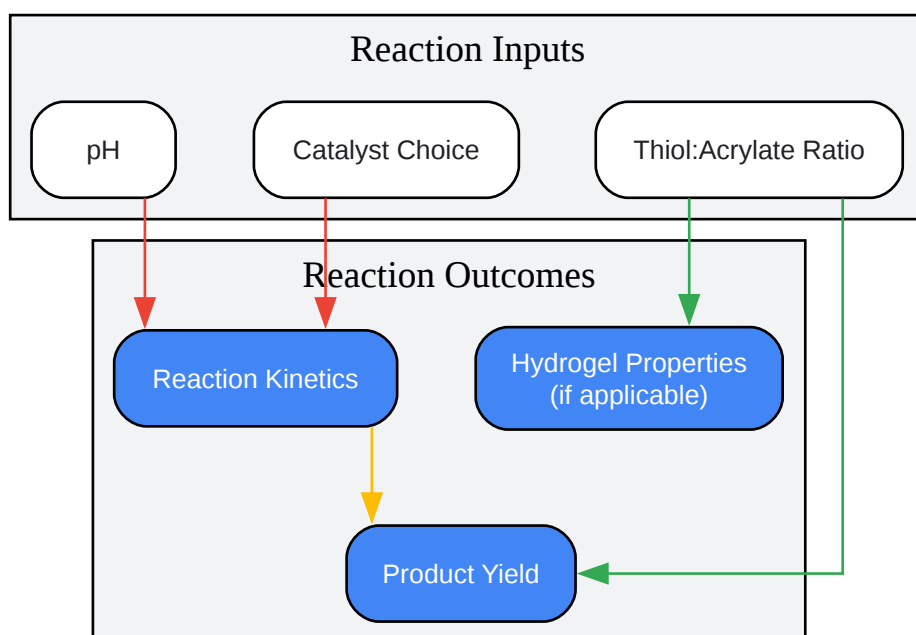 Reaction Inputs
pH
Catalyst Choice
Thiol:Acrylate Ratio
Reaction Outcomes
Reaction Kinetics
Hydrogel Properties
(if applicable)
Product Yield